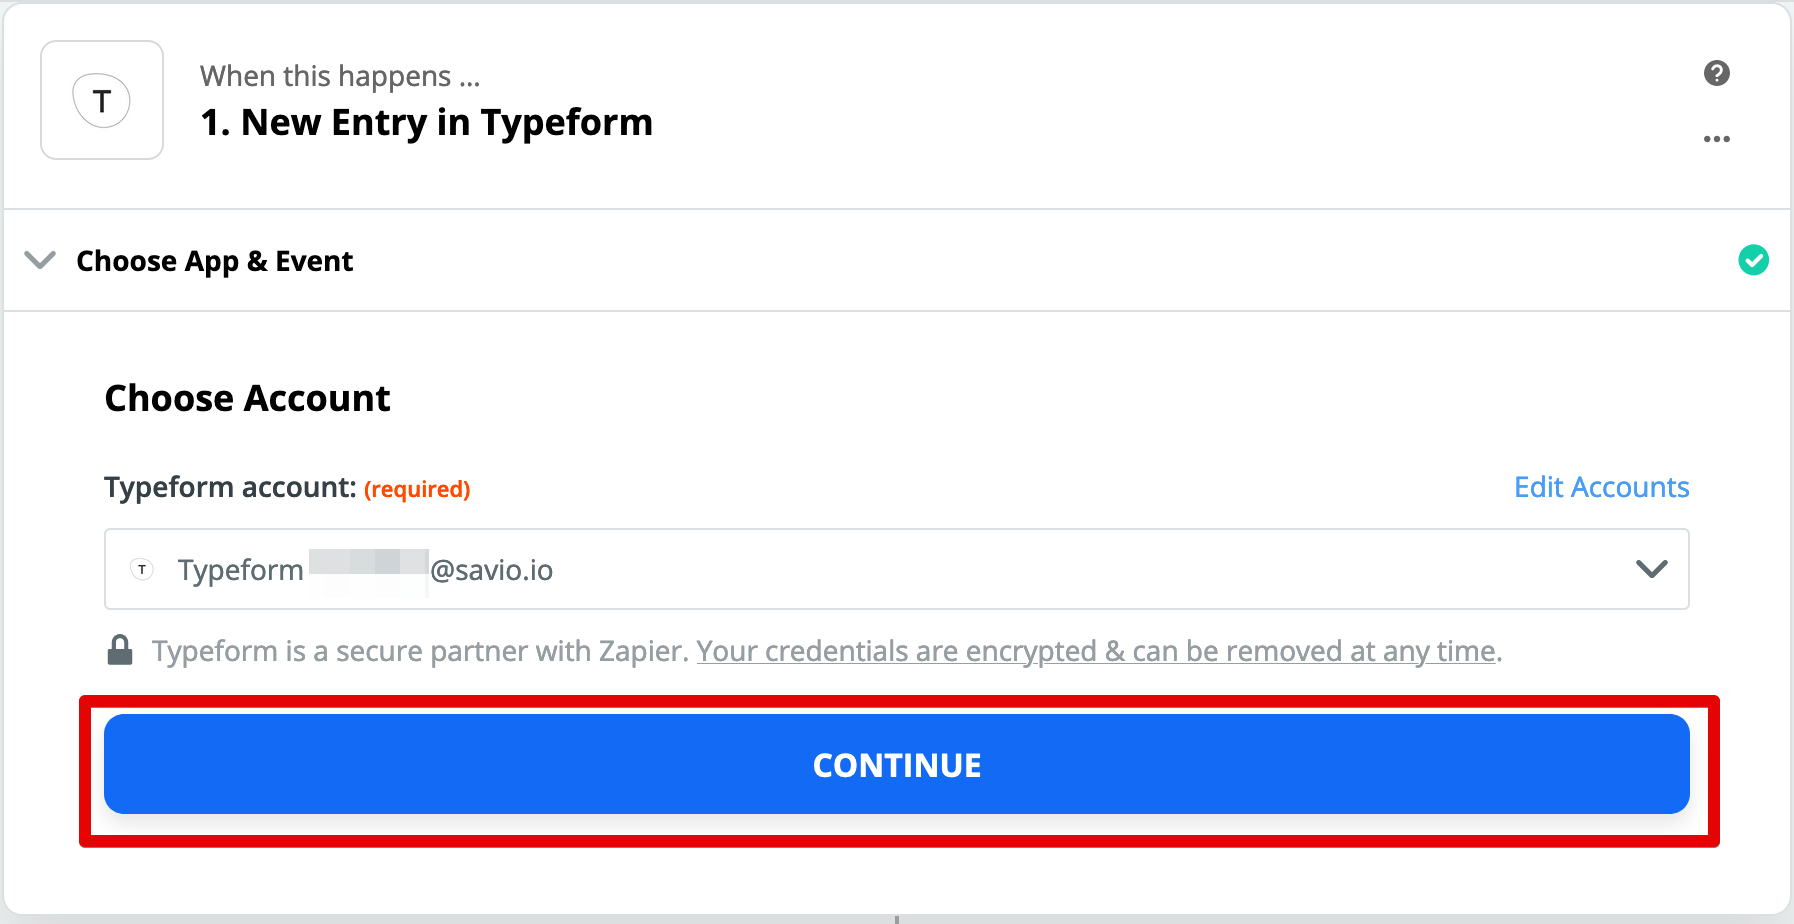 T
When this happens ...
1. New Entry in Typeform
?
Choose App & Event
Choose Account
Typeform account: (required)
Edit Accounts
T Typeform @savio.io
Typeform is a secure partner with Zapier. Your credentials are encrypted & can be removed at any time.
CONTINUE